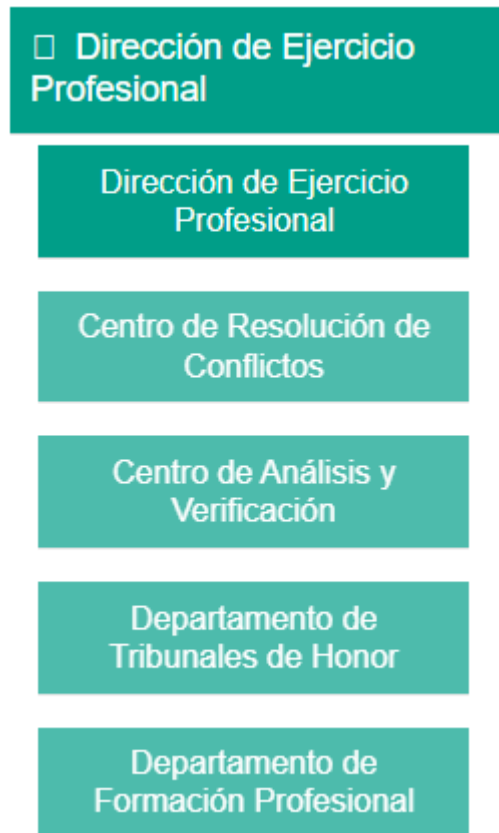 Dirección de Ejercicio
Profesional
Dirección de Ejercicio
Profesional
Centro de Resolución de
Conflictos
Centro de Análisis y
Verificación
Departamento de
Tribunales de Honor
Departamento de
Formación Profesional